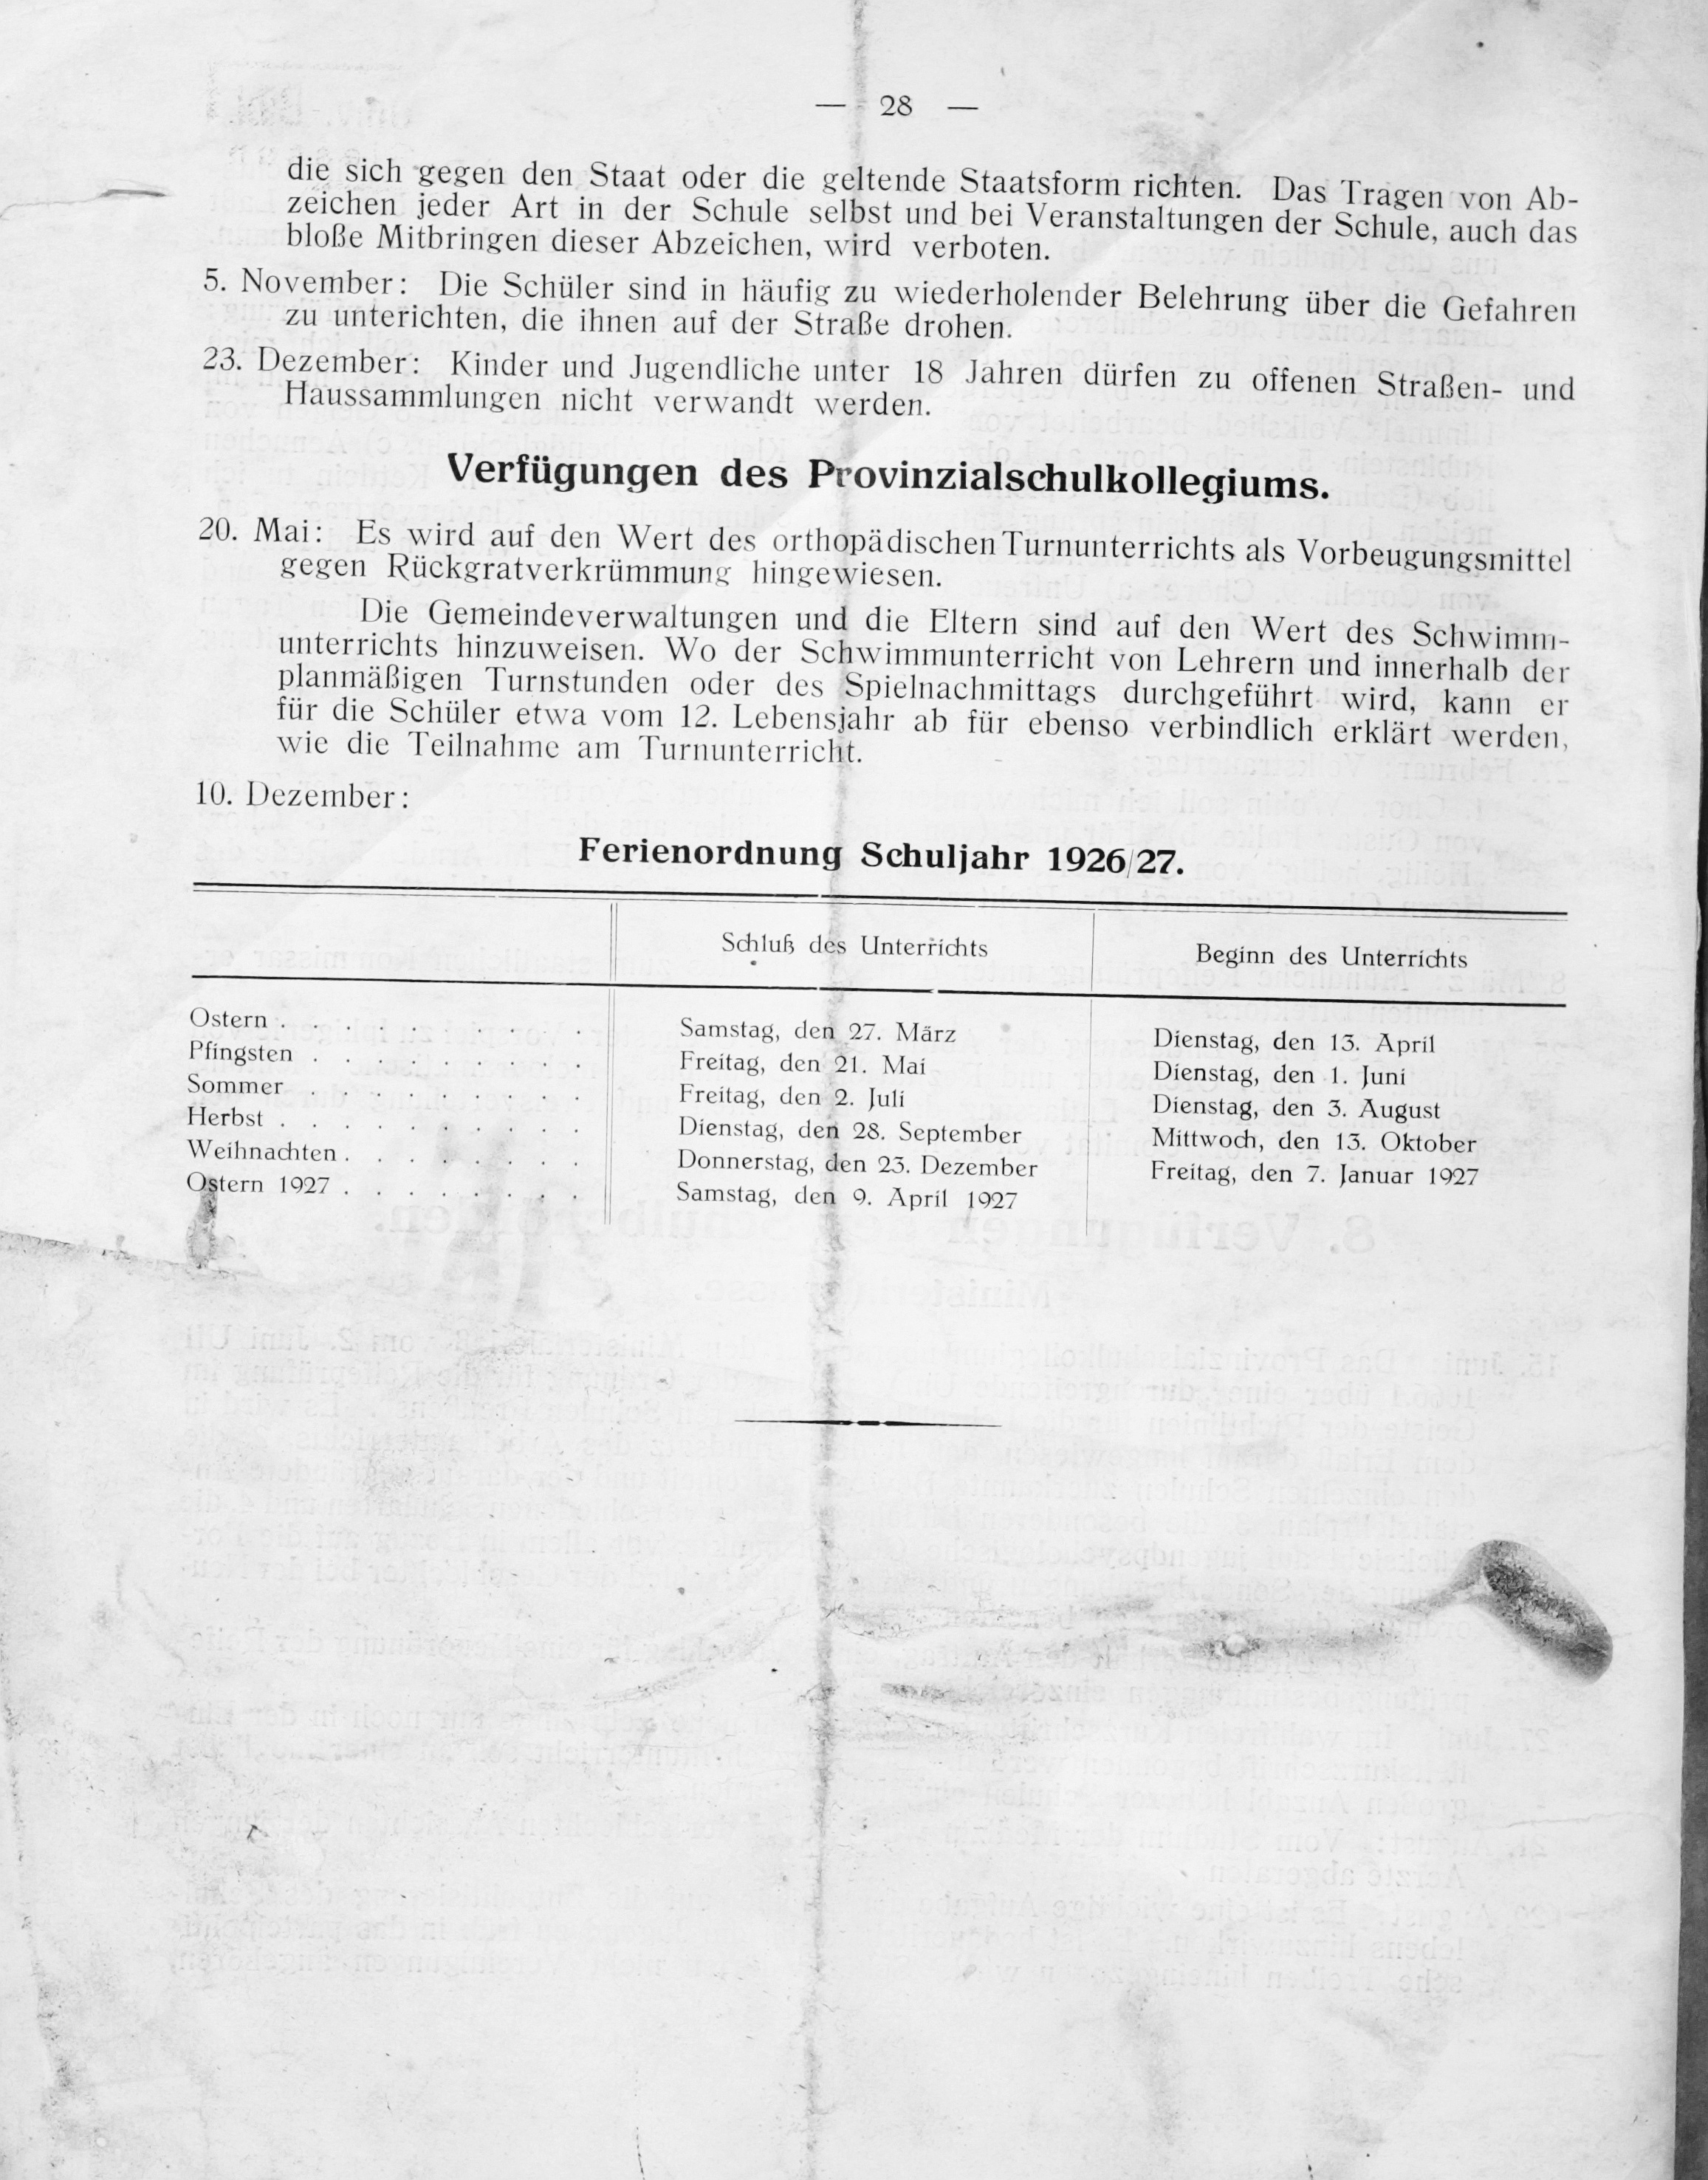 — 28 —
die sich gegen den Staat oder die geltende Staatsform richten. Das Tragen von Ab-
zeichen jeder Art in der Schule selbst und bei Veranstaltungen der Schule, auch das
bloße Mitbringen dieser Abzeichen, wird verboten.
5. November: Die Schüler sind in häufig zu wiederholender Belehrung über die Gefahren
zu unterichten, die ihnen auf der Straße drohen.
23. Dezember: Kinder und Jugendliche unter 18 Jahren dürfen zu offenen Straßen- und
Haussammlungen nicht verwandt werden.
Verfügungen des Provinzialschulkollegiums.
20. Mai: Es wird auf den Wert des orthopädischen Turnunterrichts als Vorbeugungsmittel
gegen Rückgratverkrümmung hingewiesen.
Die Gemeindeverwaltungen und die Eltern sind auf den Wert des Schwimm-
unterrichts hinzuweisen. Wo der Schwimmunterricht von Lehrern und innerhalb der
planmäßigen Turnstunden oder des Spielnachmittags durchgeführt wird, kann er
für die Schüler etwa vom 12. Lebensjahr ab für ebenso verbindlich erklärt werden,
wie die Teilnahme am Turnunterricht.
10. Dezember:
Ferienordnung Schuljahr 1926/27.
Schluß des Unterrichts Beginn des Unterrichts
Ostern . . . . . . . . . . Samstag, den 27. März Dienstag, den 13. April
Pfingsten . . . . . . . . . Freitag, den 21. Mai Dienstag, den 1. Juni
Sommer . . . . . . . . . Freitag, den 2. Juli Dienstag, den 3. August
Herbst . . . . . . . . . . Dienstag, den 28. September Mittwoch, den 13. Oktober
Weihnachten . . . . . . . . Donnerstag, den 23. Dezember Freitag, den 7. Januar 1927
Ostern 1927 . . . . . . . . Samstag, den 9. April 1927